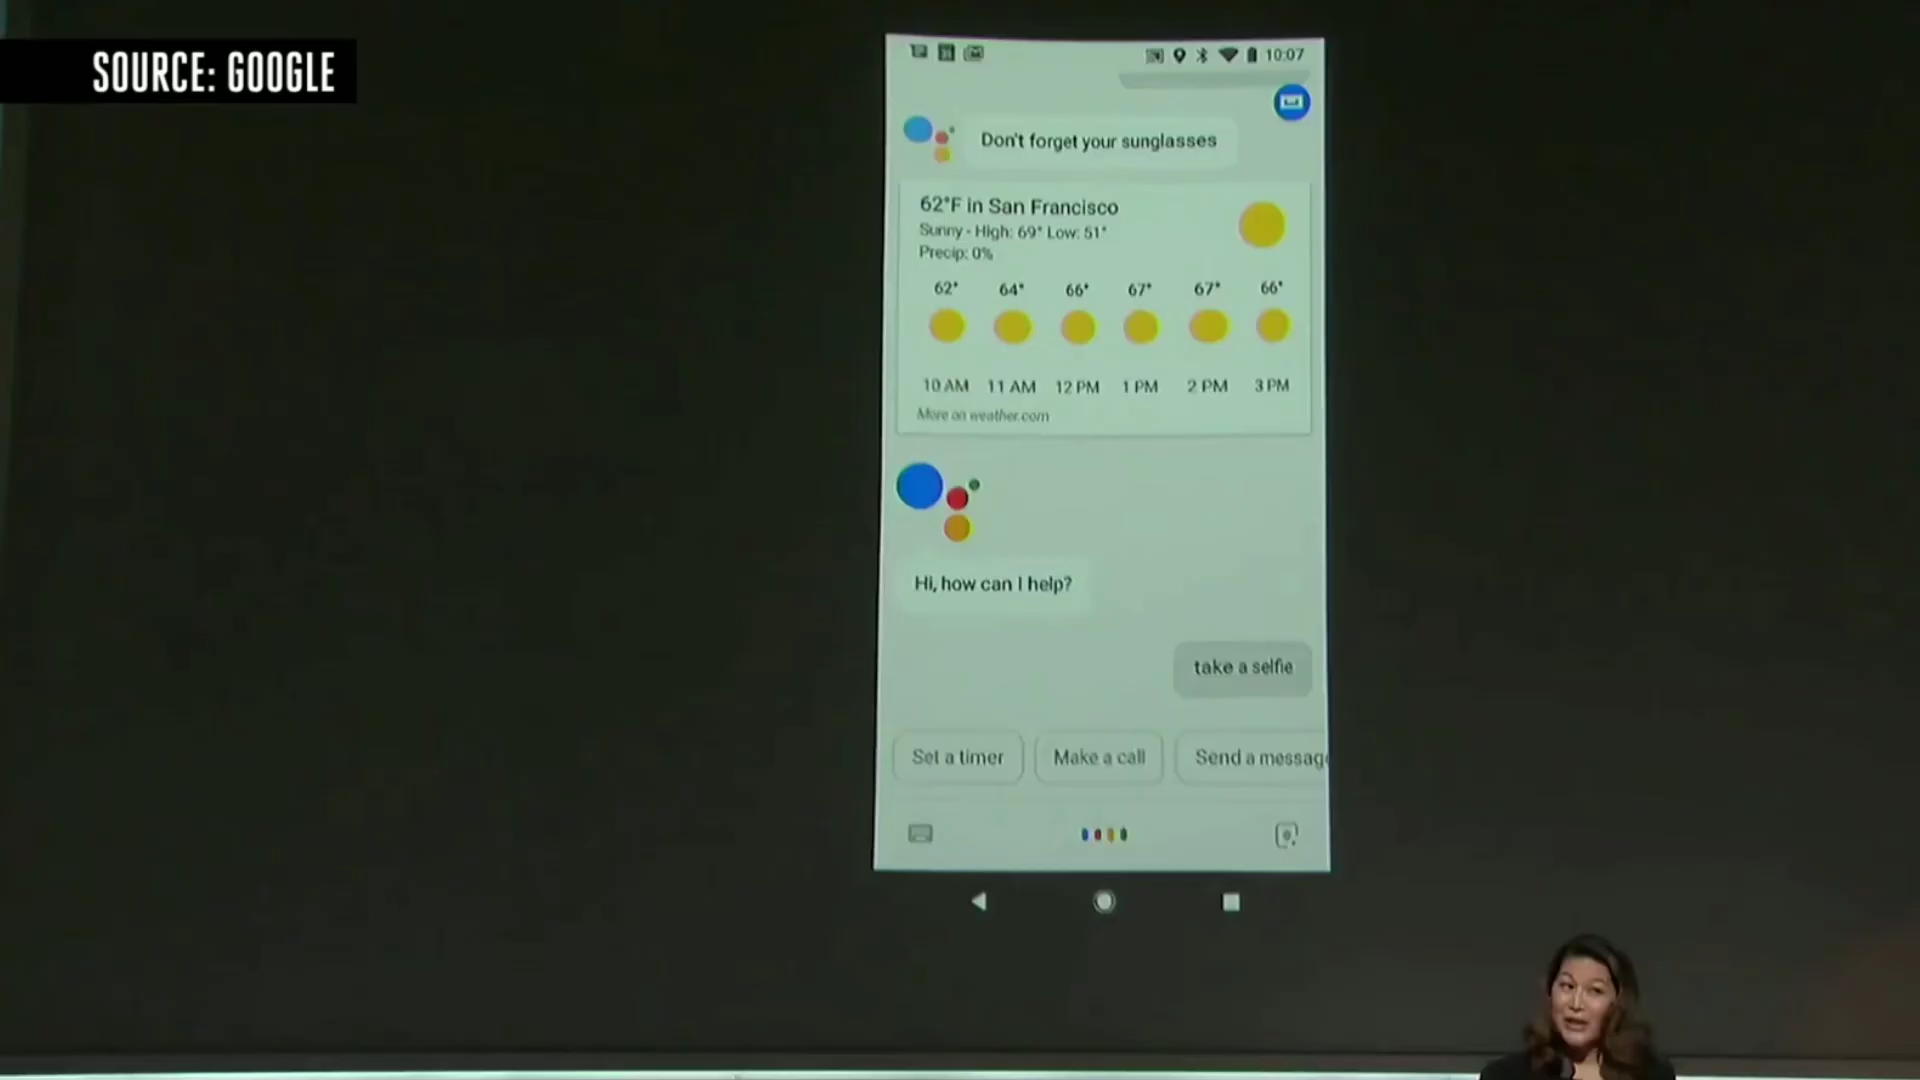 SOURCE: GOOGLE
10:07
Don't forget your sunglasses
62°F in San Francisco
Sunny - High: 69° Low: 51°
Precip: 0%
62° 64° 66° 67° 67° 66°
10 AM 11 AM 12 PM 1 PM 2 PM 3 PM
More on weather.com
Hi, how can I help?
take a selfie
Set a timer Make a call Send a messag